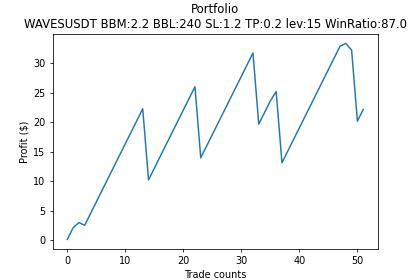 Portfolio
WAVESUSDT BBM:2.2 BBL:240 SL:1.2 TP:0.2 lev:15 WinRatio:87.0
Profit ($)
30
25
20
15
10
5
0
0 10 20 30 40 50
Trade counts